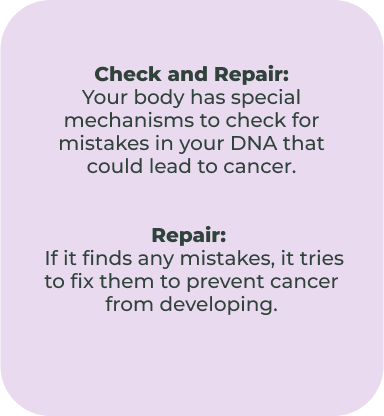 Check and Repair:
Your body has special
mechanisms to check for
mistakes in your DNA that
could lead to cancer.
Repair:
If it finds any mistakes, it tries
to fix them to prevent cancer
from developing.